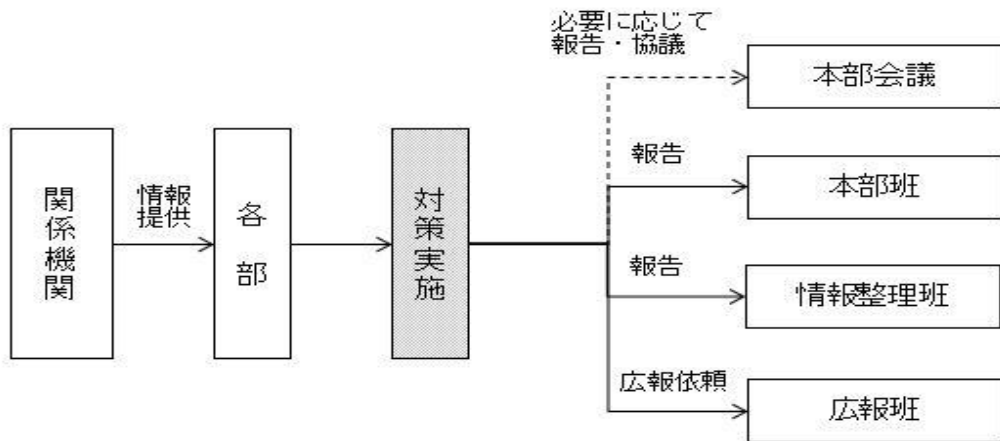 必要に応じて
報告・協議
本部会議
報告
本部班
関係機関
情報
提供
各部
対策実施
報告
情報整理班
広報依頼
広報班